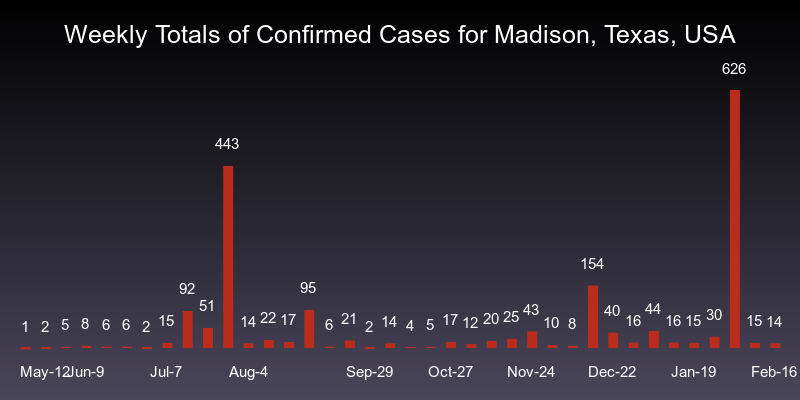 Weekly Totals of Confirmed Cases for Madison, Texas, USA
626
443
154
92
95
51
1 2 5 8 6 6 2 15 14 22 17 6 21 2 14 4 5 17 12 20 25 43 10 8 40 16 44 16 15 30 15 14
May-12 Jun-9 Jul-7 Aug-4 Sep-29 Oct-27 Nov-24 Dec-22 Jan-19 Feb-16